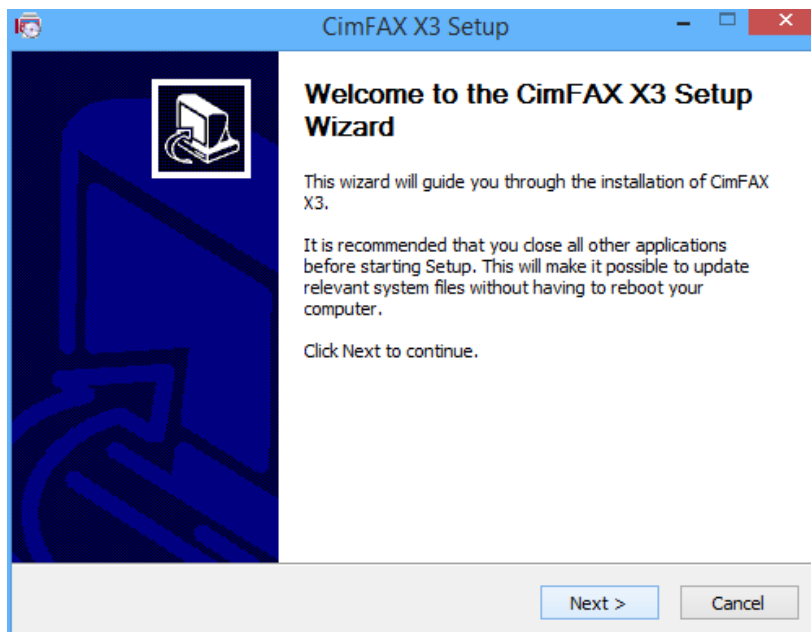 CimFAX X3 Setup
Welcome to the CimFAX X3 Setup
Wizard
This wizard will guide you through the installation of CimFAX
X3.
It is recommended that you close all other applications
before starting Setup. This will make it possible to update
relevant system files without having to reboot your
computer.
Click Next to continue.
Next >
Cancel